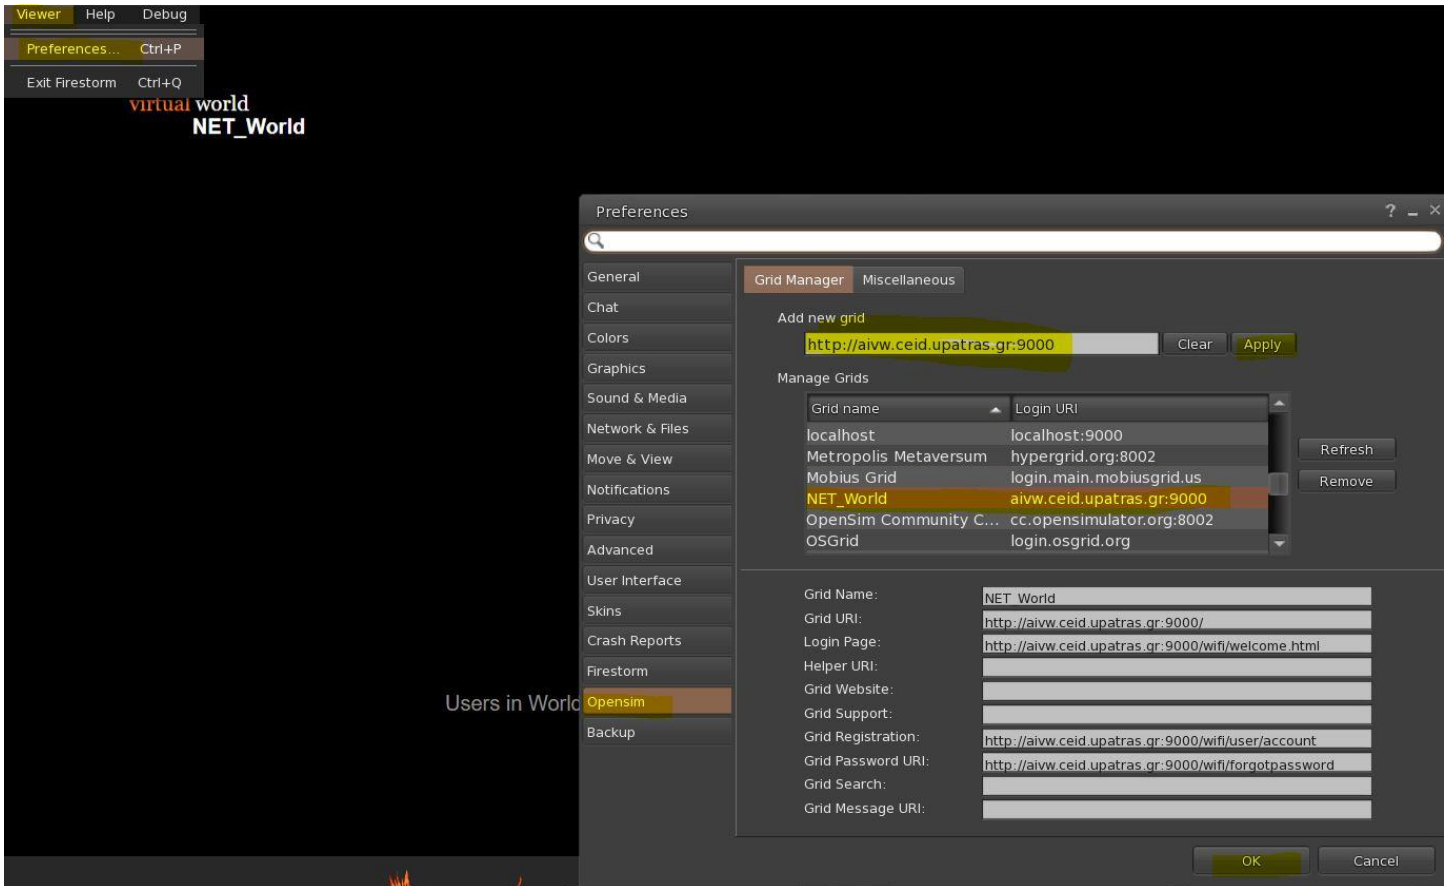 Viewer Help Debug
Preferences... Ctrl+P
Exit Firestorm Ctrl+Q
virtual world
NET_World
Users in World
Preferences ? _ ×
General
Chat
Colors
Graphics
Sound & Media
Network & Files
Move & View
Notifications
Privacy
Advanced
User Interface
Skins
Crash Reports
Firestorm
Opensim
Backup
Grid Manager Miscellaneous
Add new grid
http://aivw.ceid.upatras.gr:9000 Clear Apply
Manage Grids
Grid name Login URI
localhost localhost:9000
Metropolis Metaversum hypergrid.org:8002
Mobius Grid login.main.mobiusgrid.us
NET_World aivw.ceid.upatras.gr:9000
OpenSim Community C... cc.opensimulator.org:8002
OSGrid login.osgrid.org
Refresh
Remove
Grid Name: NET_World
Grid URI: http://aivw.ceid.upatras.gr:9000/
Login Page: http://aivw.ceid.upatras.gr:9000/wifi/welcome.html
Helper URI:
Grid Website:
Grid Support:
Grid Registration: http://aivw.ceid.upatras.gr:9000/wifi/user/account
Grid Password URI: http://aivw.ceid.upatras.gr:9000/wifi/forgotpassword
Grid Search:
Grid Message URI:
OK Cancel